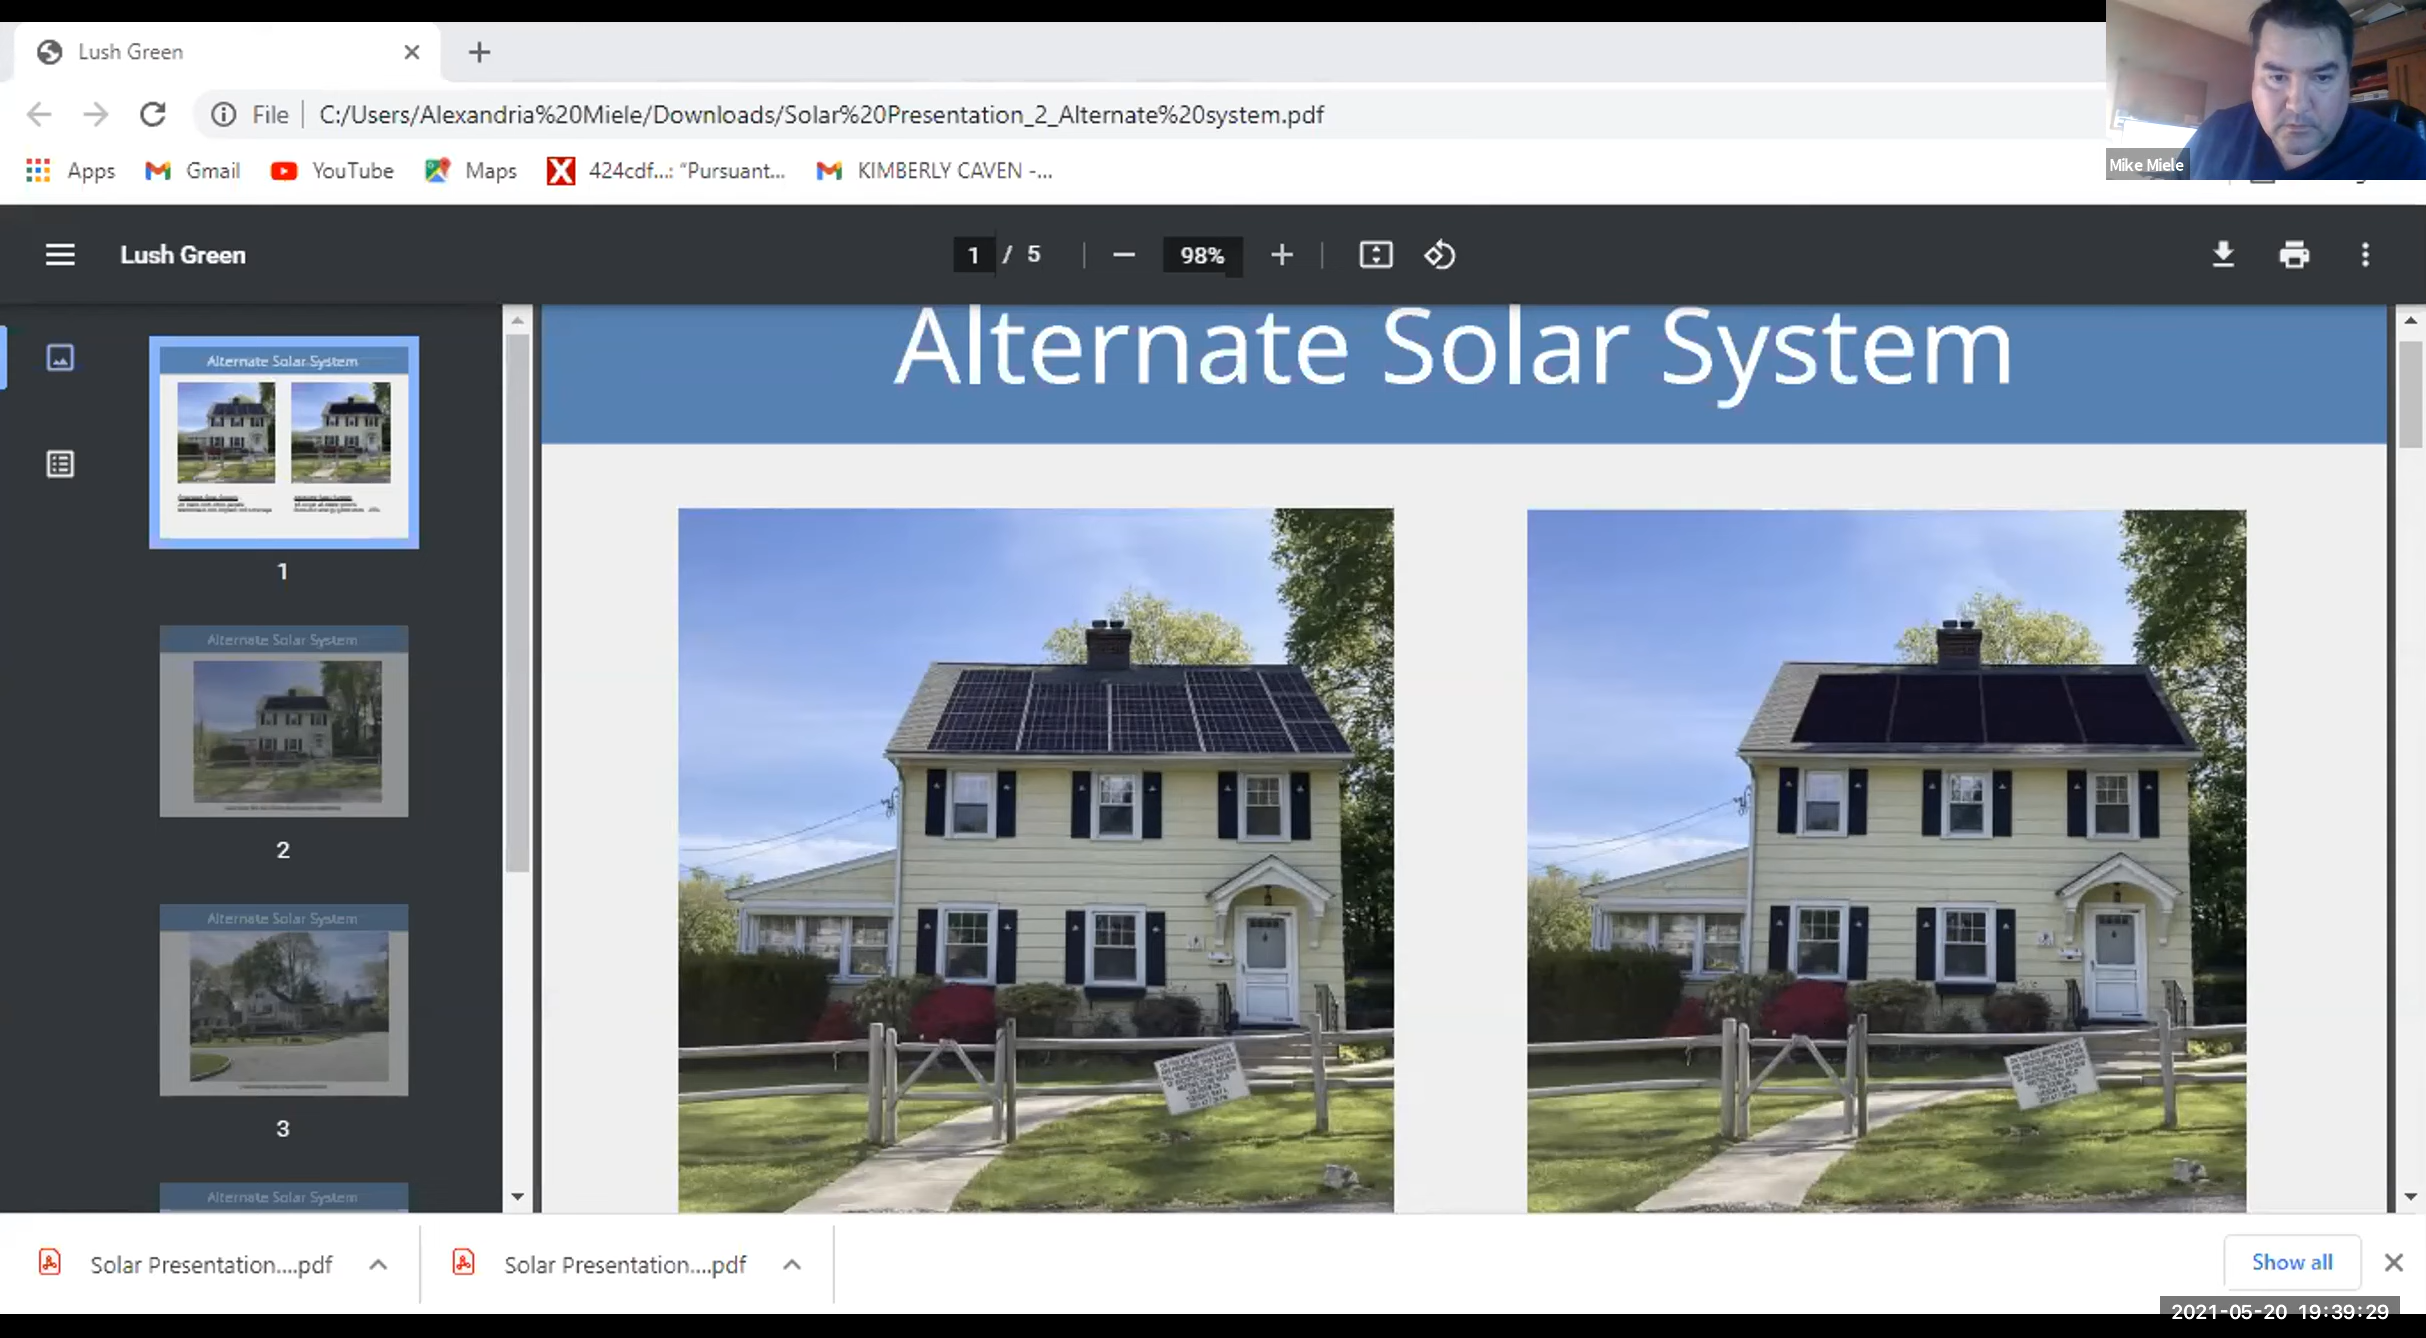 Lush Green
File
C:/Users/Alexandria%20Miele/Downloads/Solar%20Presentation_2_Alternate%20system.pdf
Apps
Gmail
YouTube
Maps
424cdf...: “Pursuant...
KIMBERLY CAVEN -...
Mike Miele
Lush Green
1 / 5
98%
Alternate Solar System
1
Alternate Solar System
2
Alternate Solar System
3
Alternate Solar System
Alternate Solar System
Solar Presentation....pdf
Solar Presentation....pdf
Show all
2021-05-20 19:39:29